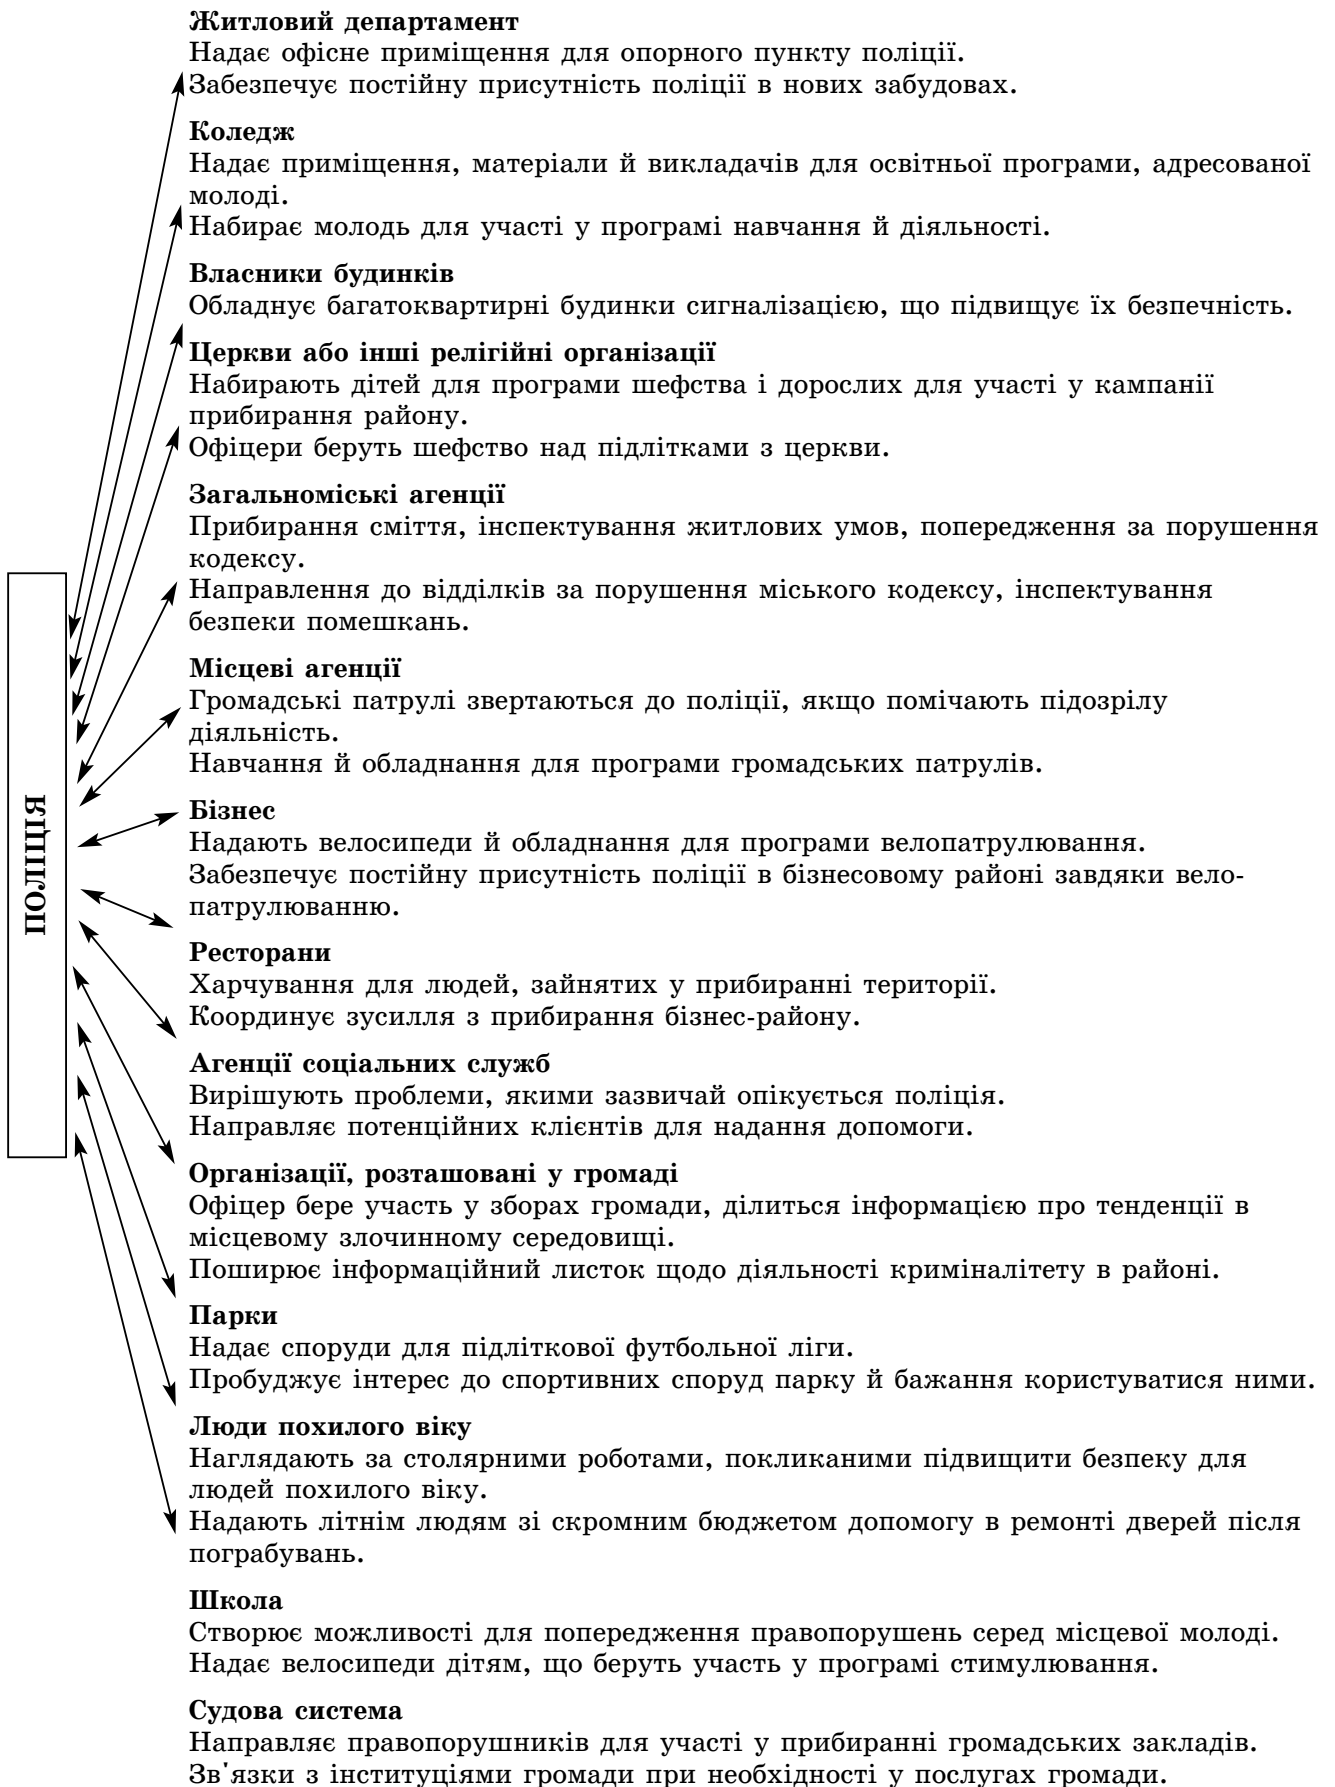 Житловий департамент
Надає офісне приміщення для опорного пункту поліції.
Забезпечує постійну присутність поліції в нових забудовах.
Коледж
Надає приміщення, матеріали й викладачів для освітньої програми, адресованої
молоді.
Набирає молодь для участі у програмі навчання й діяльності.
Власники будинків
Обладнує багатоквартирні будинки сигналізацією, що підвищує їх безпечність.
Церкви або інші релігійні організації
Набирають дітей для програми шефства і дорослих для участі у кампанії
прибирання району.
Офіцери беруть шефство над підлітками з церкви.
Загальноміські агенції
Прибирання сміття, інспектування житлових умов, попередження за порушення
кодексу.
Направлення до відділків за порушення міського кодексу, інспектування
безпеки помешкань.
Місцеві агенції
Громадські патрулі звертаються до поліції, якщо помічають підозрілу
діяльність.
Навчання й обладнання для програми громадських патрулів.
ПОЛІЦІЯ
Бізнес
Надають велосипеди й обладнання для програми велопатрулювання.
Забезпечує постійну присутність поліції в бізнесовому районі завдяки вело-
патрулюванню.
Ресторани
Харчування для людей, зайнятих у прибиранні території.
Координує зусилля з прибирання бізнес-району.
Агенції соціальних служб
Вирішують проблеми, якими зазвичай опікується поліція.
Направляє потенційних клієнтів для надання допомоги.
Організації, розташовані у громаді
Офіцер бере участь у зборах громади, ділиться інформацією про тенденції в
місцевому злочинному середовищі.
Поширює інформаційний листок щодо діяльності криміналітету в районі.
Парки
Надає споруди для підліткової футбольної ліги.
Пробуджує інтерес до спортивних споруд парку й бажання користуватися ними.
Люди похилого віку
Наглядають за столярними роботами, покликаними підвищити безпеку для
людей похилого віку.
Надають літнім людям зі скромним бюджетом допомогу в ремонті дверей після
пограбувань.
Школа
Створює можливості для попередження правопорушень серед місцевої молоді.
Надає велосипеди дітям, що беруть участь у програмі стимулювання.
Судова система
Направляє правопорушників для участі у прибиранні громадських закладів.
Зв'язки з інституціями громади при необхідності у послугах громади.